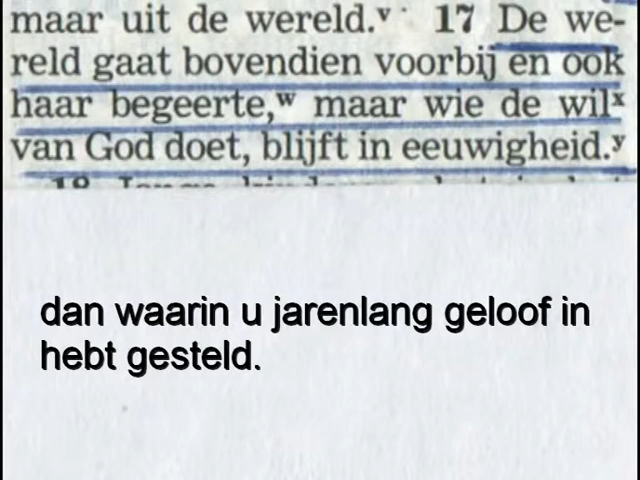 maar uit de wereld.ᵛ 17 De we-
reld gaat bovendien voorbij en ook
haar begeerte,ʷ maar wie de wilˣ
van God doet, blijft in eeuwigheid.ʸ
dan waarin u jarenlang geloof in
hebt gesteld.